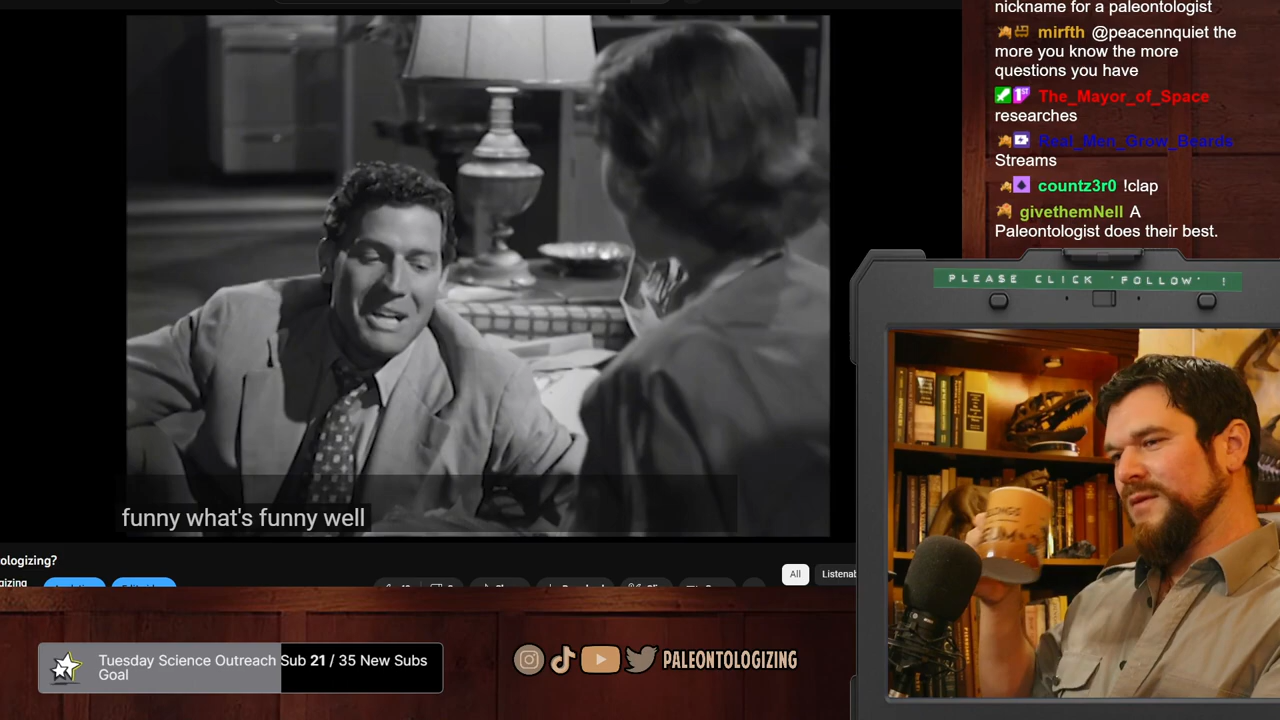 nickname for a paleontologist
mirfth @peacennquiet the
more you know the more
questions you have
The_Mayor_of_Space
researches
Real_Men_Grow_Beards
Streams
countz3r0 !clap
givethemNell A
Paleontologist does their best.
PLEASE CLICK "FOLLOW" !
funny what's funny well
ologizing?
gizing
All Listenab
Tuesday Science Outreach Sub 21 / 35 New Subs
Goal
PALEONTOLOGIZING